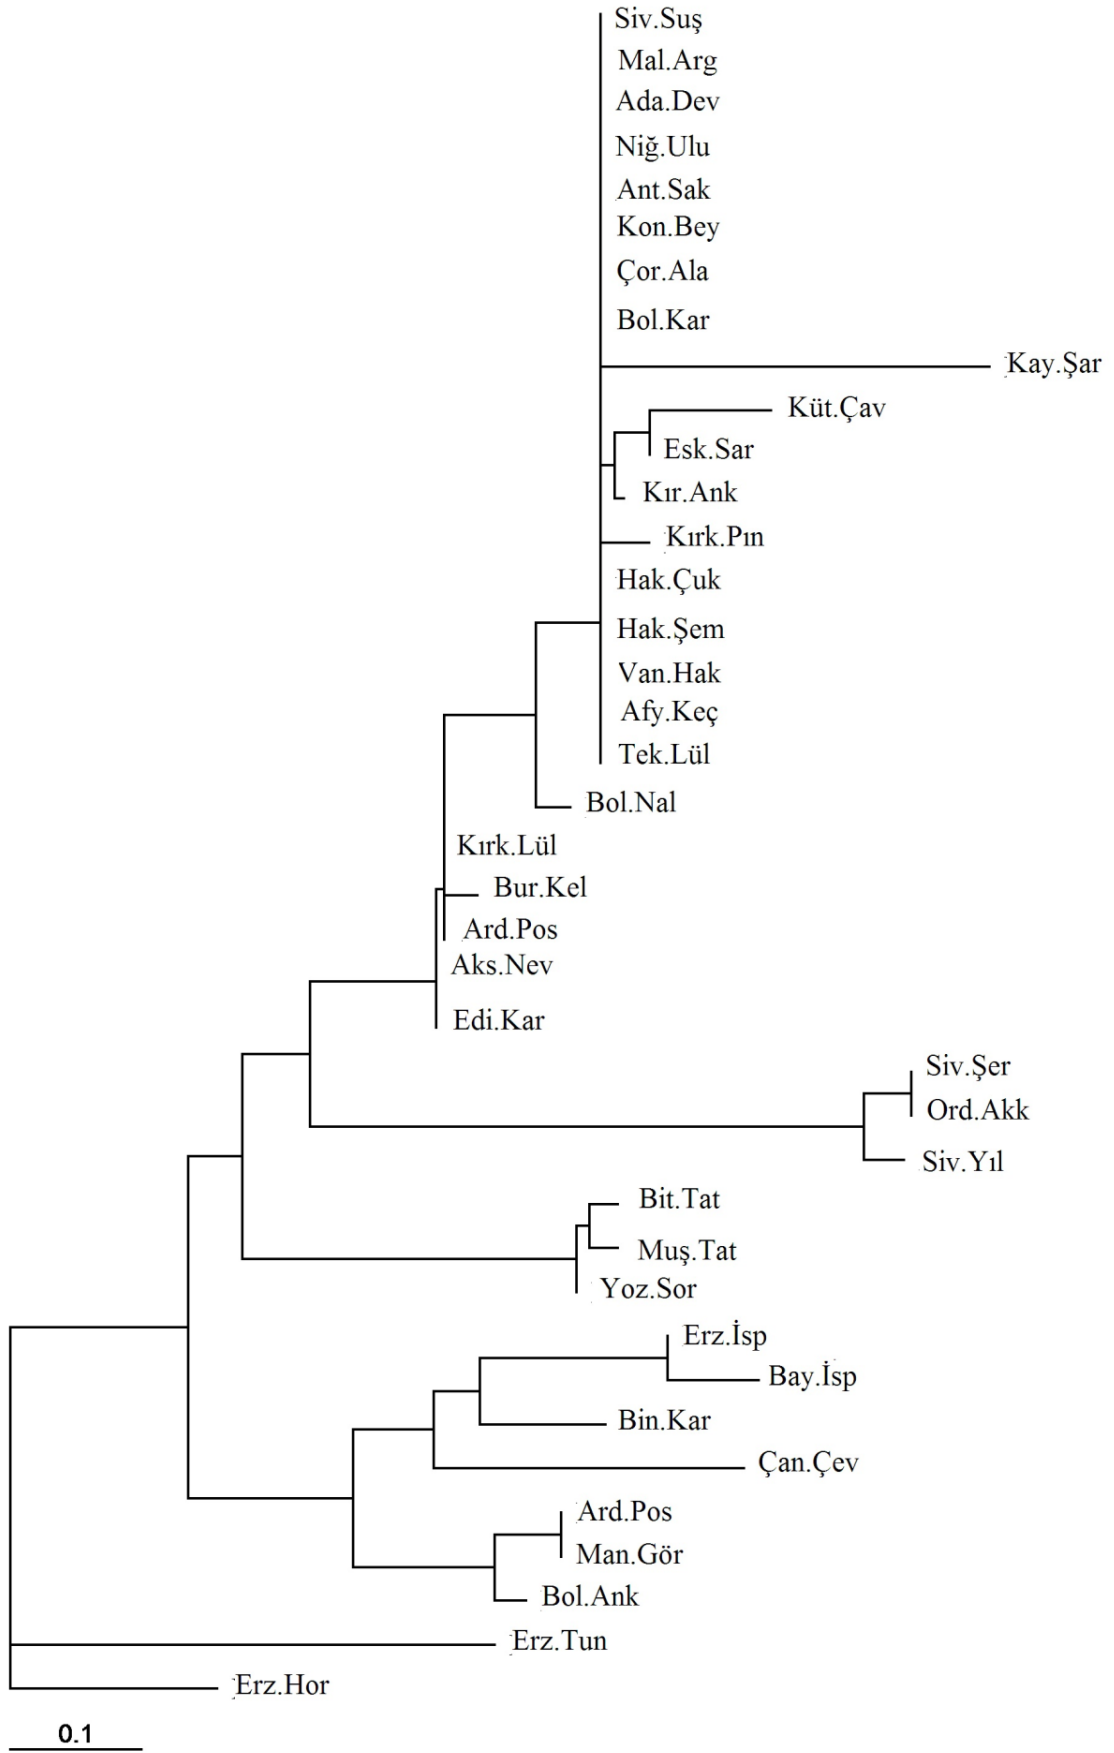 Siv.Suş
Mal.Arg
Ada.Dev
Niğ.Ulu
Ant.Sak
Kon.Bey
Çor.Ala
Bol.Kar
Kay.Şar
Küt.Çav
Esk.Sar
Kır.Ank
Kırk.Pın
Hak.Çuk
Hak.Şem
Van.Hak
Afy.Keç
Tek.Lül
Bol.Nal
Kırk.Lül
Bur.Kel
Ard.Pos
Aks.Nev
Edi.Kar
Siv.Şer
Ord.Akk
Siv.Yıl
Bit.Tat
Muş.Tat
Yoz.Sor
Erz.İsp
Bay.İsp
Bin.Kar
Çan.Çev
Ard.Pos
Man.Gör
Bol.Ank
Erz.Tun
Erz.Hor
0.1